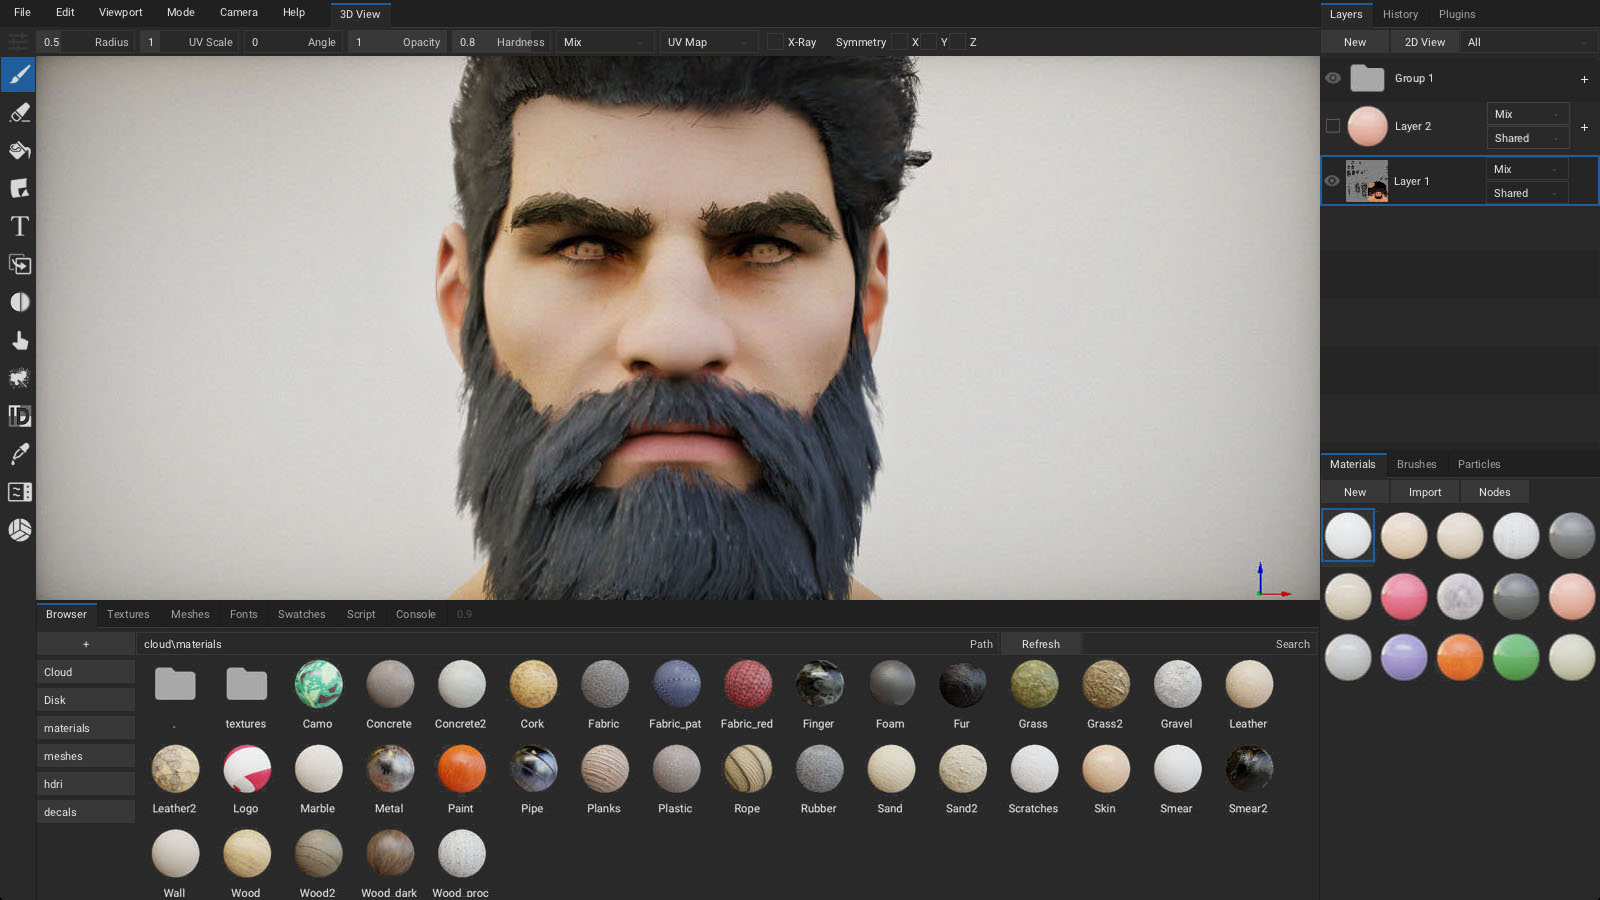 File Edit Viewport Mode Camera Help 3D View
0.5 Radius 1 UV Scale 0 Angle 1 Opacity 0.8 Hardness Mix UV Map X-Ray Symmetry X Y Z
Layers History Plugins
New 2D View All
Group 1 +
Layer 2 Mix +
Shared
Layer 1 Mix
Shared
T
ID
Materials Brushes Particles
New Import Nodes
Browser Textures Meshes Fonts Swatches Script Console 0.9
+ cloud\materials Path Refresh Search
Cloud
Disk
materials
meshes
hdri
decals
. textures Camo Concrete Concrete2 Cork Fabric Fabric_pat Fabric_red Finger Foam Fur Grass Grass2 Gravel Leather
Leather2 Logo Marble Metal Paint Pipe Planks Plastic Rope Rubber Sand Sand2 Scratches Skin Smear Smear2
Wall Wood Wood2 Wood_dark Wood_proc